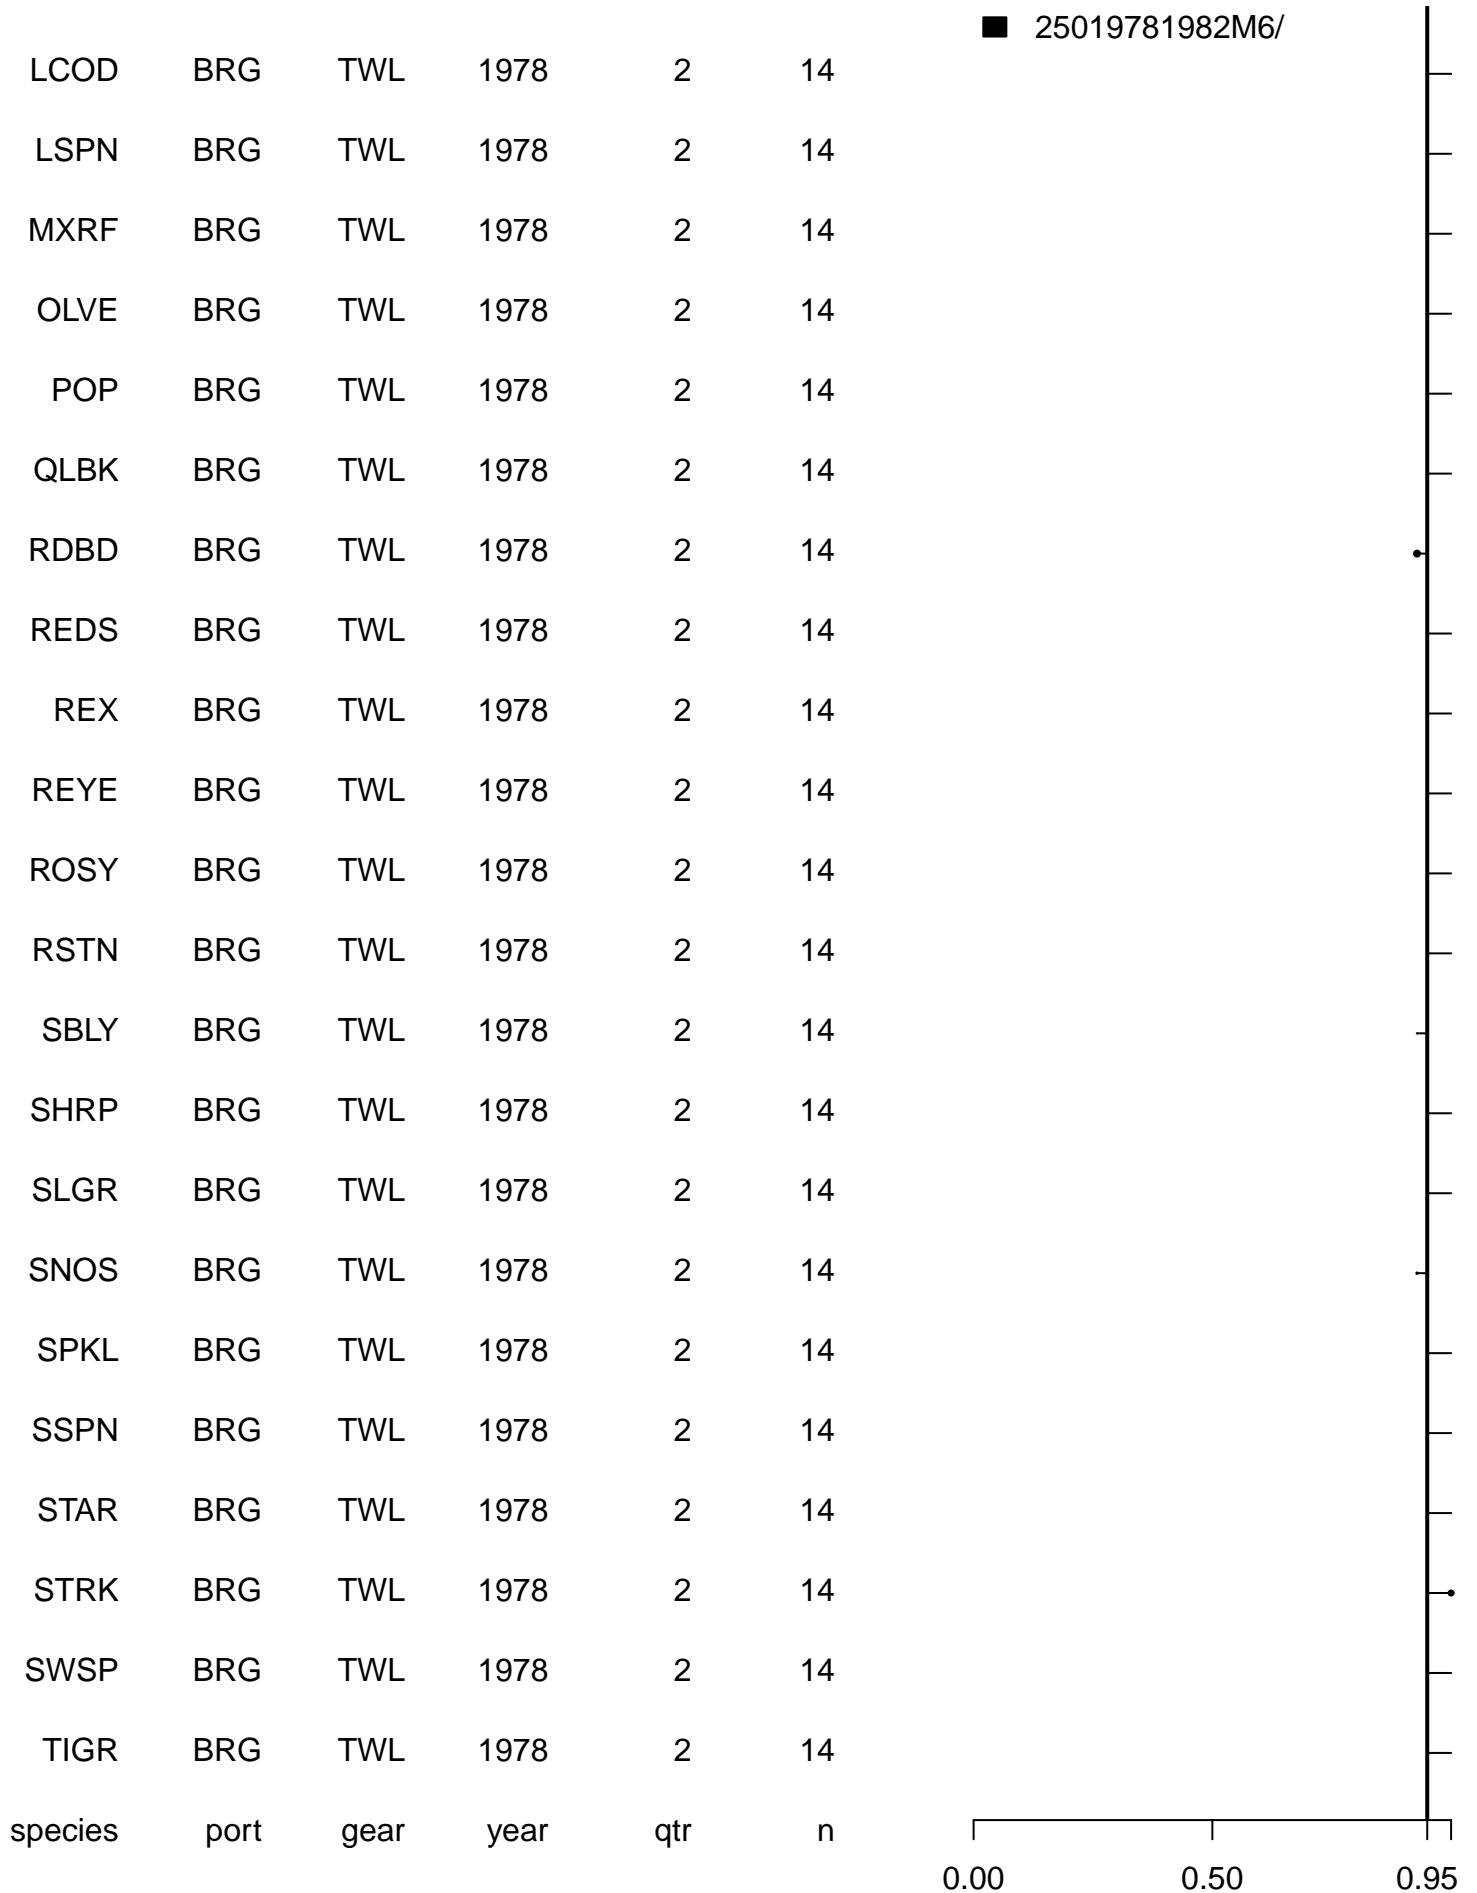 25019781982M6/
LCOD BRG TWL 1978 2 14
LSPN BRG TWL 1978 2 14
MXRF BRG TWL 1978 2 14
OLVE BRG TWL 1978 2 14
POP BRG TWL 1978 2 14
QLBK BRG TWL 1978 2 14
RDBD BRG TWL 1978 2 14
REDS BRG TWL 1978 2 14
REX BRG TWL 1978 2 14
REYE BRG TWL 1978 2 14
ROSY BRG TWL 1978 2 14
RSTN BRG TWL 1978 2 14
SBLY BRG TWL 1978 2 14
SHRP BRG TWL 1978 2 14
SLGR BRG TWL 1978 2 14
SNOS BRG TWL 1978 2 14
SPKL BRG TWL 1978 2 14
SSPN BRG TWL 1978 2 14
STAR BRG TWL 1978 2 14
STRK BRG TWL 1978 2 14
SWSP BRG TWL 1978 2 14
TIGR BRG TWL 1978 2 14
species port gear year qtr n
0.00 0.50 0.95